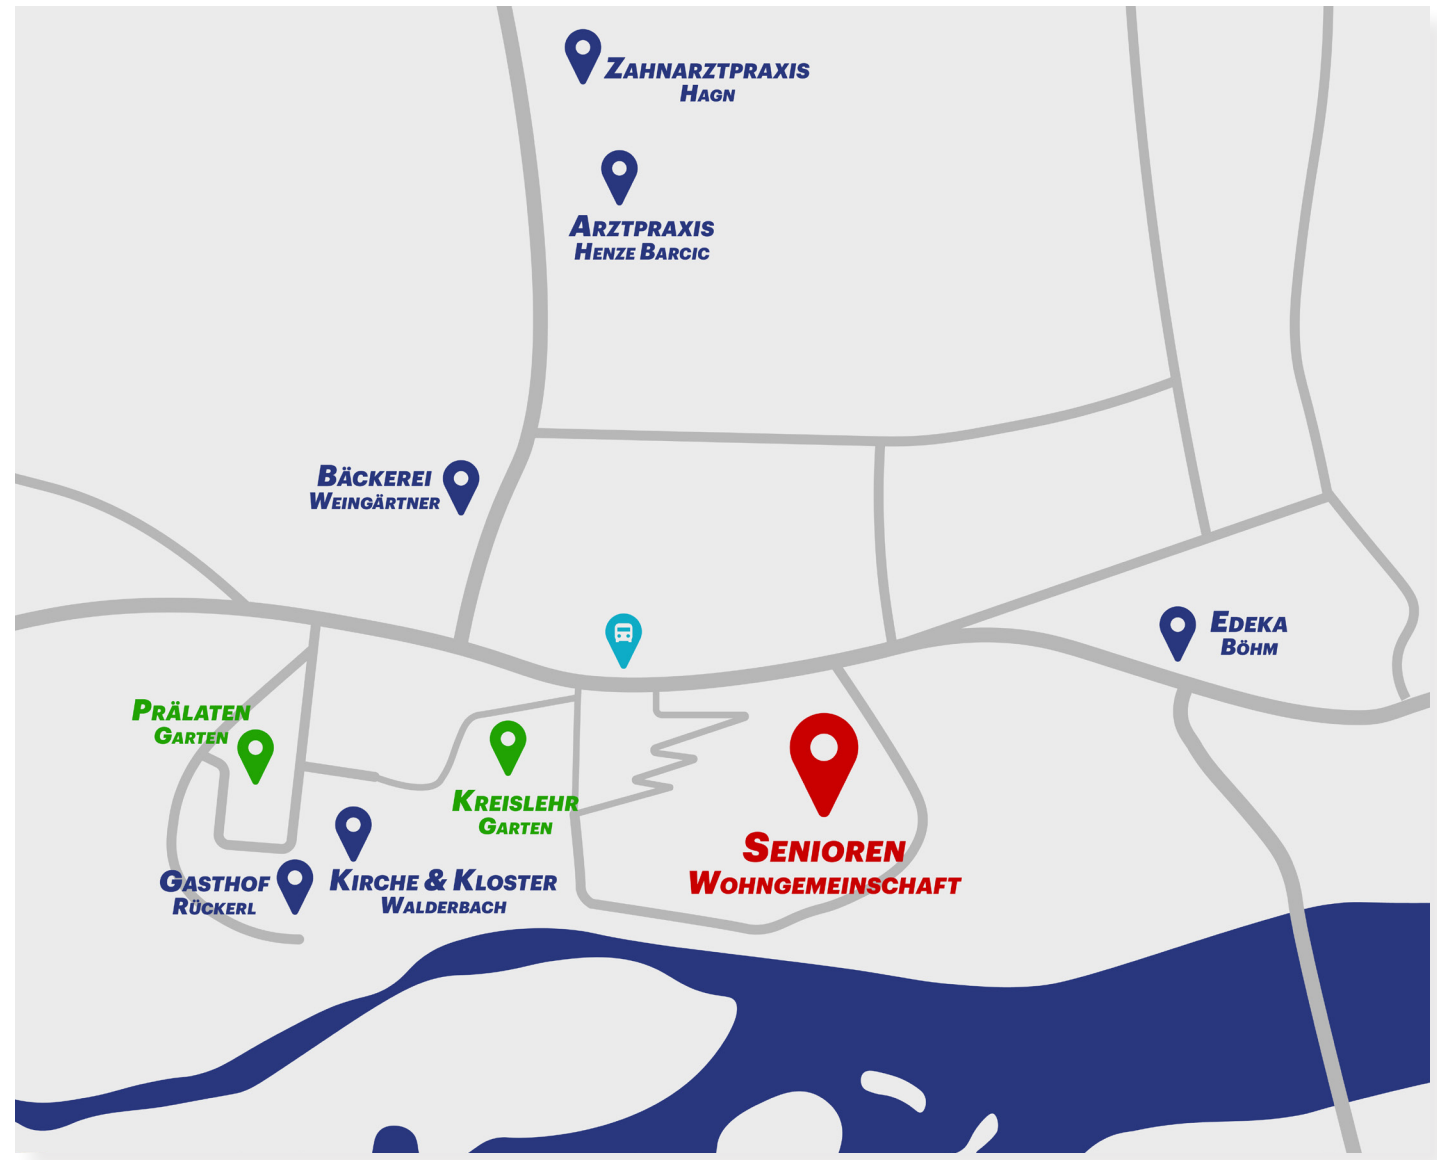 ZAHNARZTPRAXIS
HAGN
ARZTPRAXIS
HENZE BARCIC
BÄCKEREI
WEINGÄRTNER
EDEKA
BÖHM
PRÄLATEN
GARTEN
KREISLEHR
GARTEN
SENIOREN
WOHNGEMEINSCHAFT
GASTHOF
RÜCKERL
KIRCHE & KLOSTER
WALDERBACH